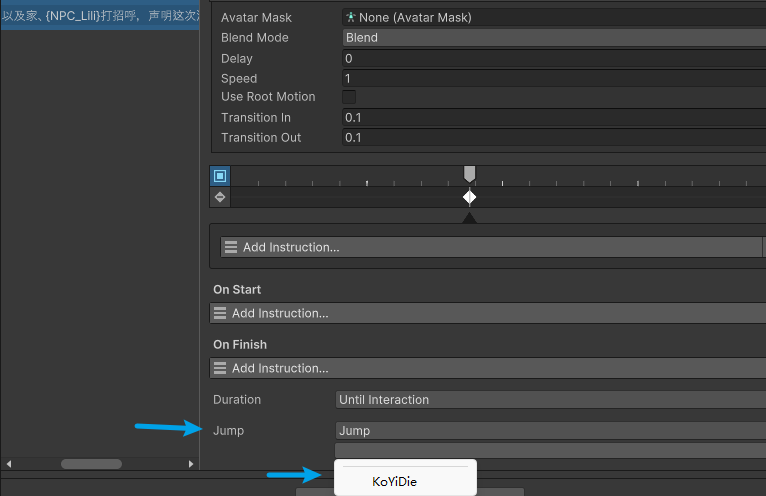 Avatar Mask None (Avatar Mask)
以及家、{NPC_Lili}打招呼，声明这次
Blend Mode Blend
Delay 0
Speed 1
Use Root Motion
Transition In 0.1
Transition Out 0.1
Add Instruction...
On Start
Add Instruction...
On Finish
Add Instruction...
Duration Until Interaction
Jump Jump
KoYiDie